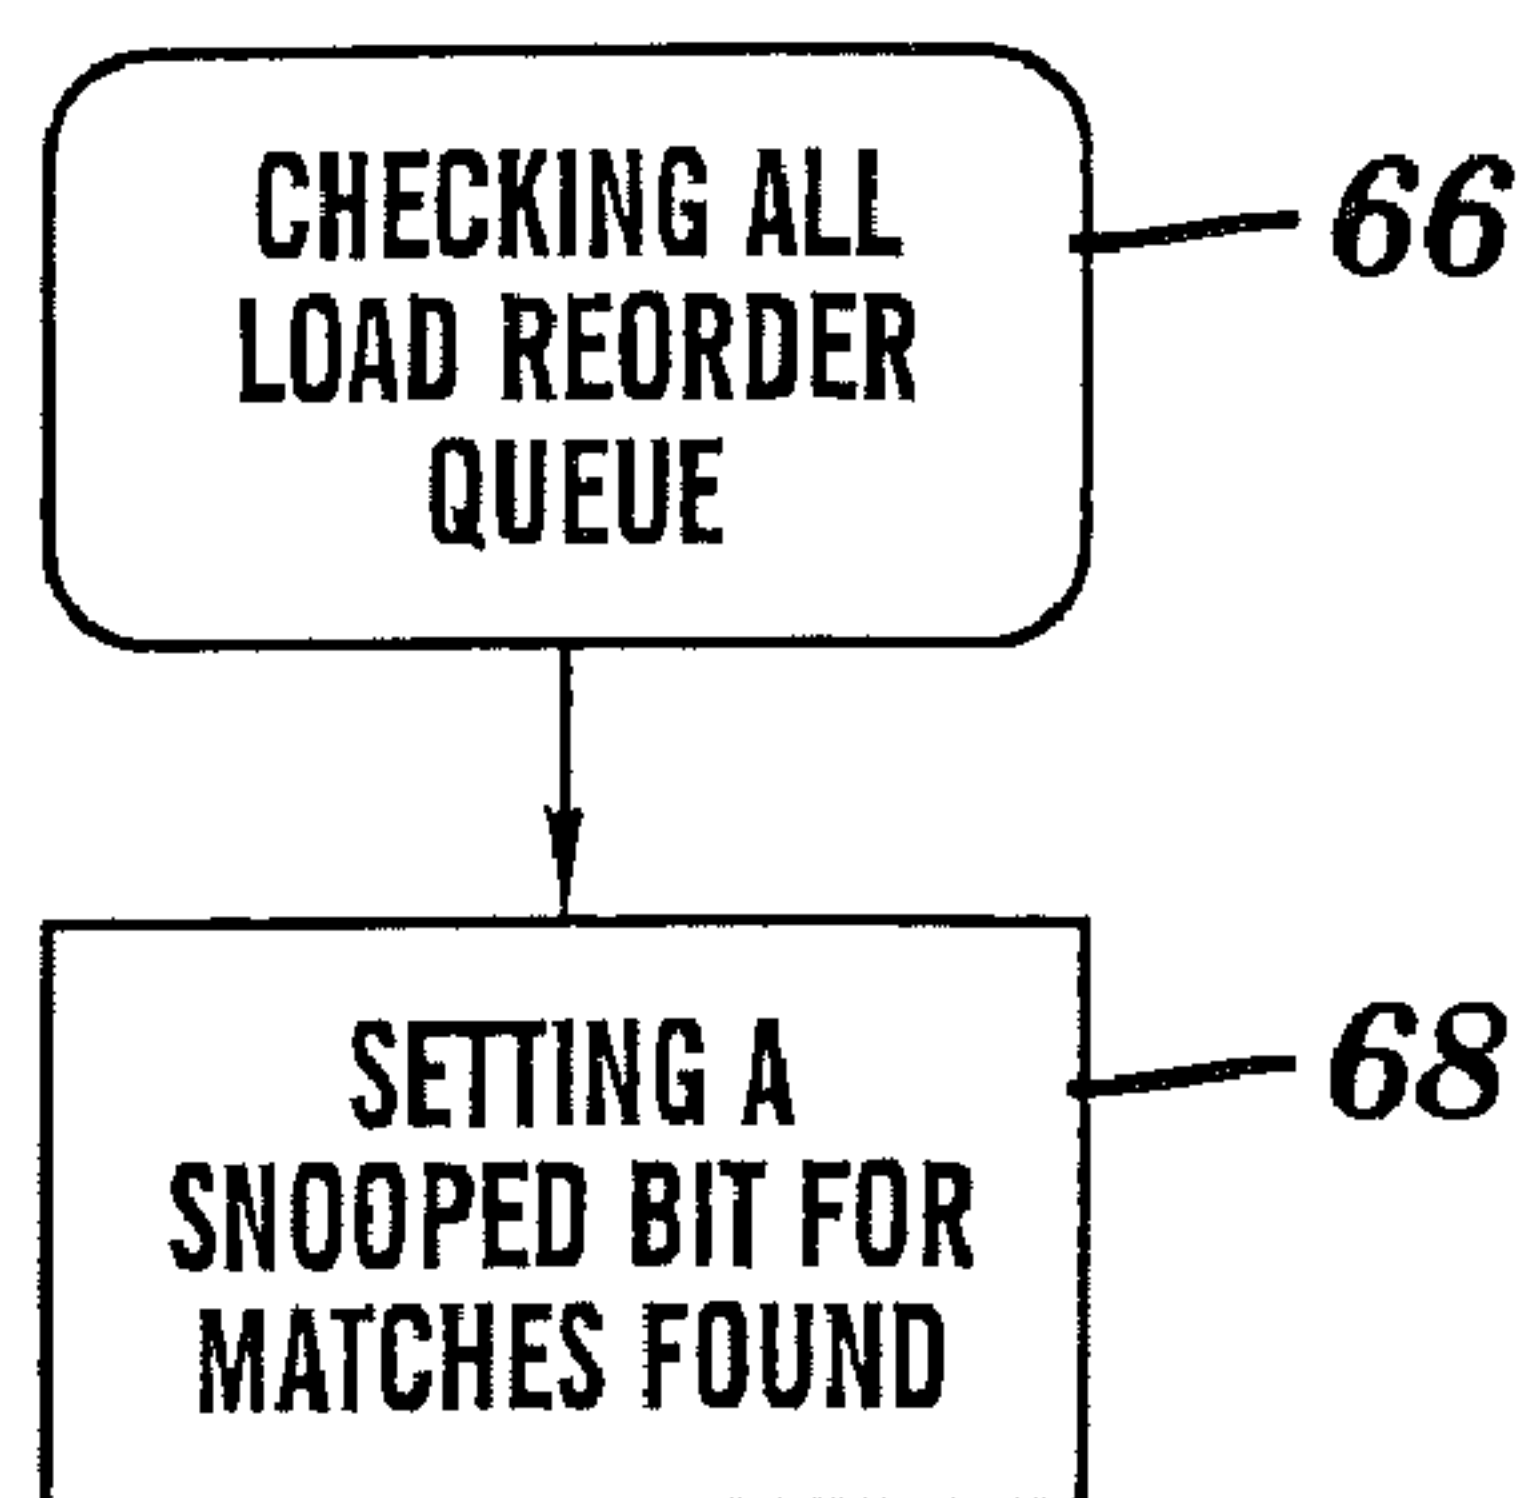 CHECKING ALL
LOAD REORDER
QUEUE
66
SETTING A
SNOOPED BIT FOR
MATCHES FOUND
68